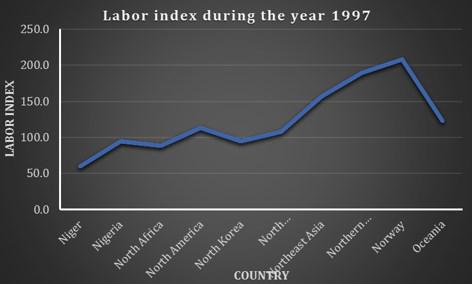 Labor index during the year 1997
250.0
200.0
150.0
100.0
50.0
0.0
LABOR INDEX
Niger
Nigeria
North Africa
North America
North Korea
North...
Northeast Asia
Northern...
Norway
Oceania
COUNTRY